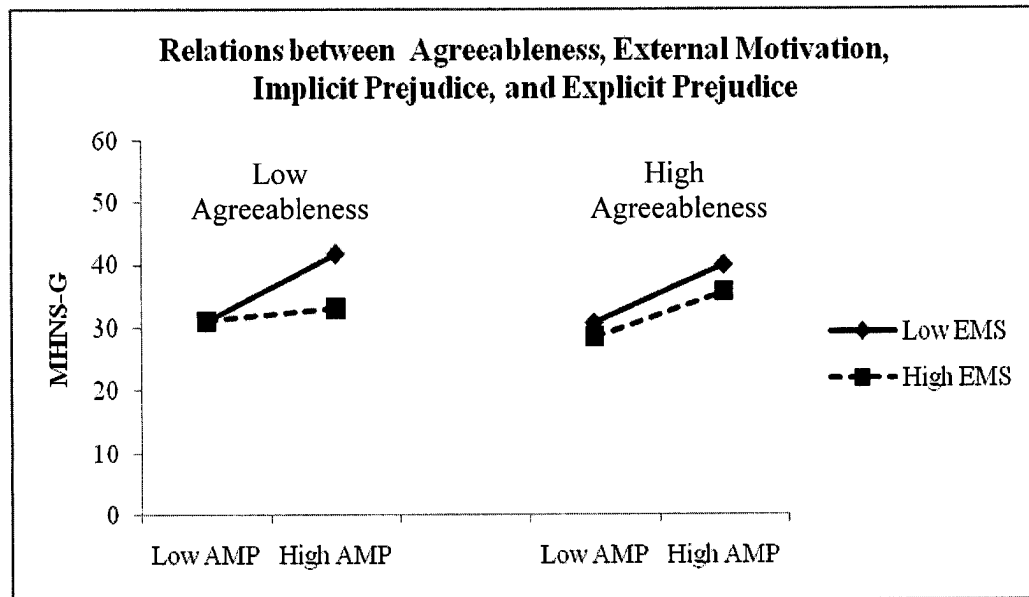 Relations between Agreeableness, External Motivation,
Implicit Prejudice, and Explicit Prejudice
60
50
40
30
20
10
0
MHNS-G
Low
Agreeableness
High
Agreeableness
Low EMS
High EMS
Low AMP High AMP
Low AMP High AMP